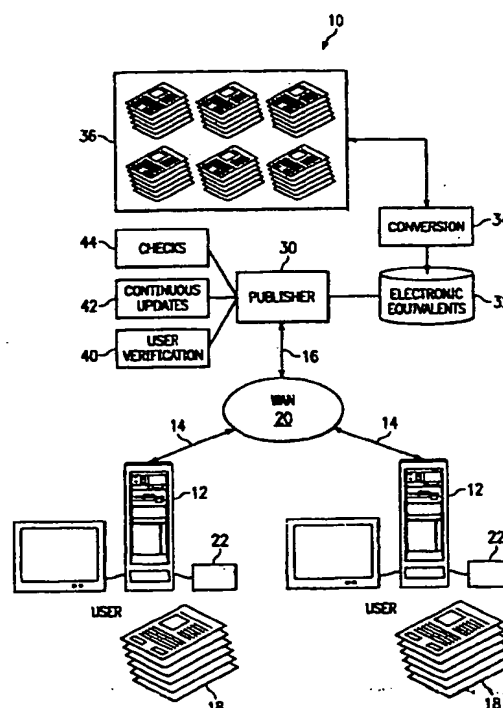 10
36
CONVERSION
34
44
CHECKS
30
PUBLISHER
42
CONTINUOUS
UPDATES
ELECTRONIC
EQUIVALENTS
40
USER
VERIFICATION
16
WAN
20
14
14
12
12
22
22
USER
USER
18
18